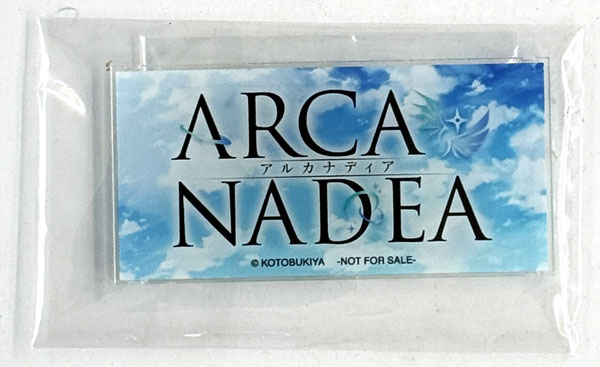 ARCA
アルカナディア
NADEA
© KOTOBUKIYA -NOT FOR SALE-